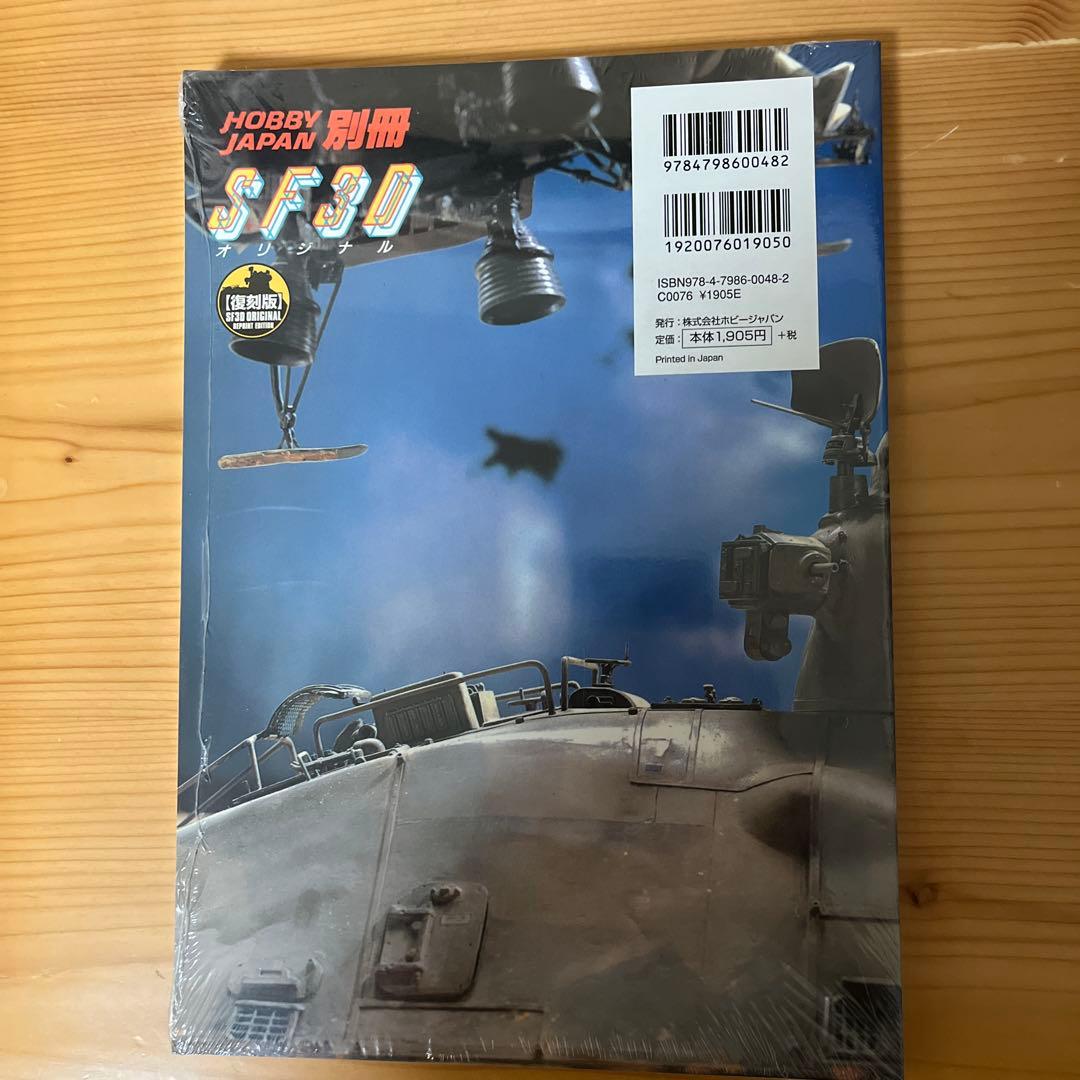 HOBBY
JAPAN 別冊
SF3D
オリジナル
【復刻版】
SF3D ORIGINAL
REPRINT EDITION
9784798600482
1920076019050
ISBN978-4-7986-0048-2
C0076 ¥1905E
発行：株式会社ホビージャパン
定価：本体1,905円 +税
Printed in Japan